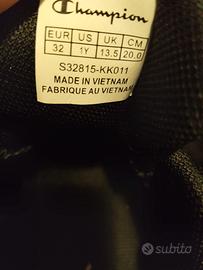 Champion
EUR US UK CM
32 1Y 13.5 20.0
S32815-KK011
MADE IN VIETNAM
FABRIQUE AU VIETNAM
subito